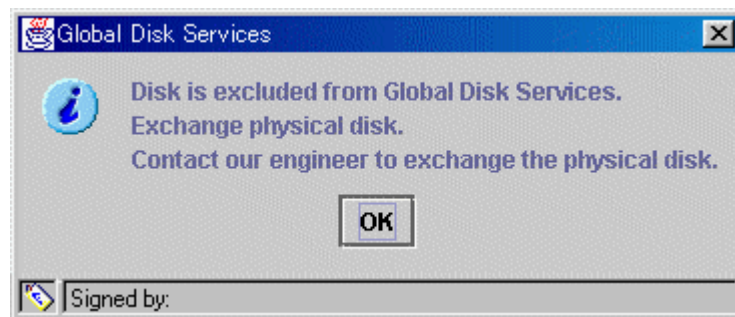 Global Disk Services
Disk is excluded from Global Disk Services.
Exchange physical disk.
Contact our engineer to exchange the physical disk.
OK
Signed by: